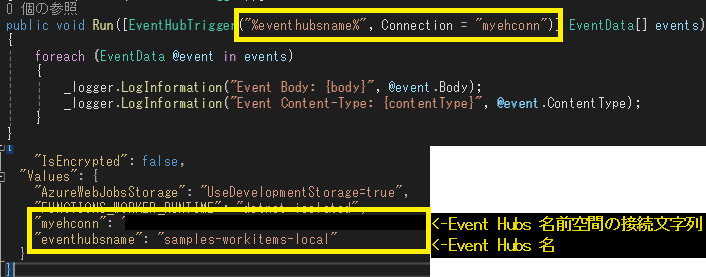 0 個の参照
public void Run([EventHubTrigger("%eventhubsname%", Connection = "myehconn")] EventData[] events)
{
foreach (EventData @event in events)
{
_logger.LogInformation("Event Body: {body}", @event.Body);
_logger.LogInformation("Event Content-Type: {contentType}", @event.ContentType);
}
}
{
"IsEncrypted": false,
"Values": {
"AzureWebJobsStorage": "UseDevelopmentStorage=true",
"FUNCTIONS_WORKER_RUNTIME": "dotnet-isolated",
"myehconn": "
<-Event Hubs 名前空間の接続文字列
"eventhubsname": "samples-workitems-local"
<-Event Hubs 名
}
}